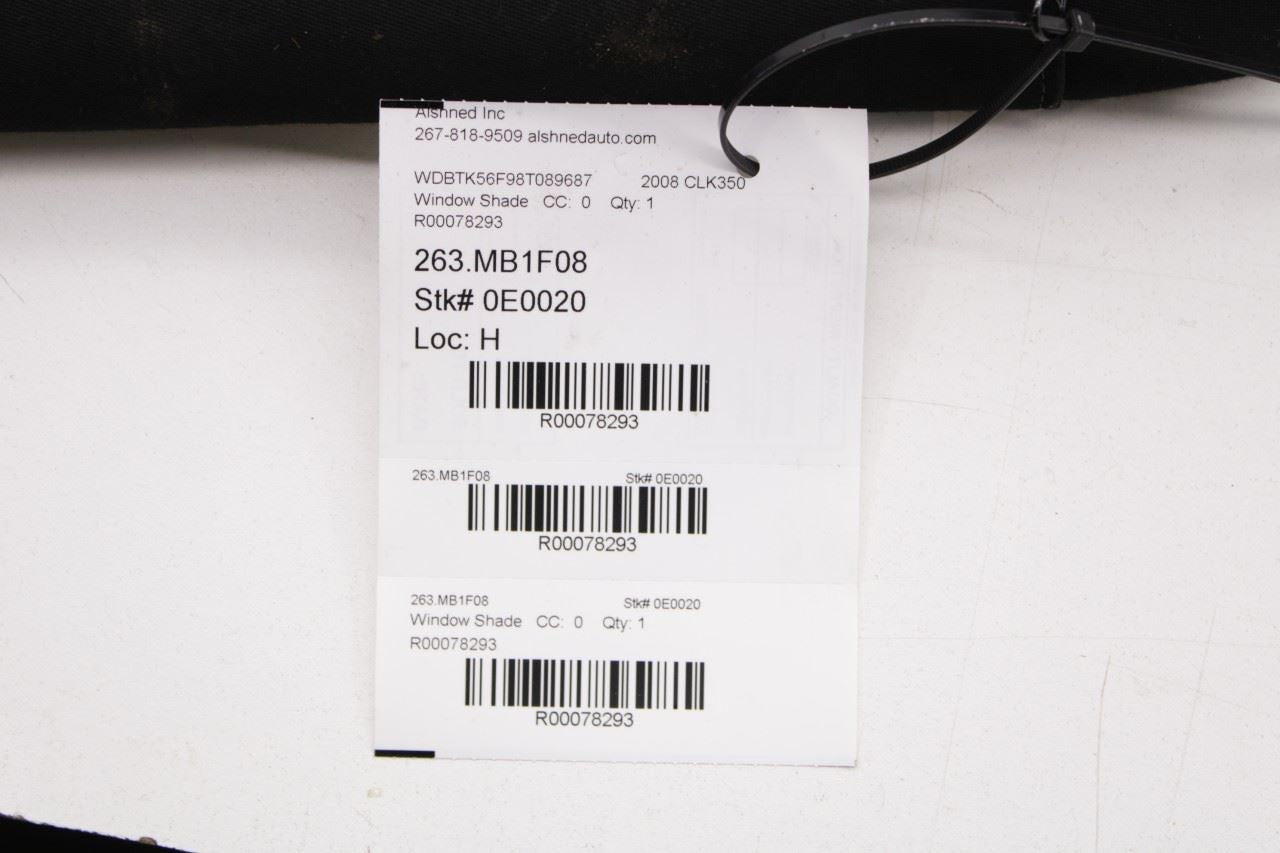 Alshned Inc
267-818-9509 alshnedauto.com
WDBTK56F98T089687 2008 CLK350
Window Shade CC: 0 Qty: 1
R00078293
263.MB1F08
Stk# 0E0020
Loc: H
R00078293
263.MB1F08 Stk# 0E0020
R00078293
263.MB1F08 Stk# 0E0020
Window Shade CC: 0 Qty: 1
R00078293
R00078293